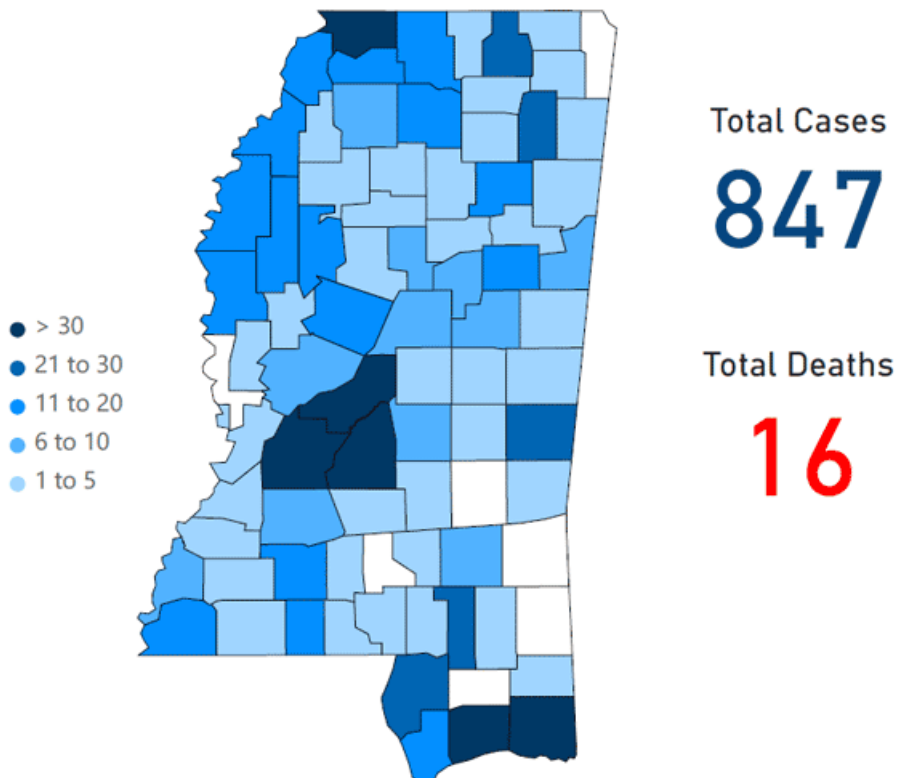 Total Cases
847
> 30
21 to 30
11 to 20
6 to 10
1 to 5
Total Deaths
16